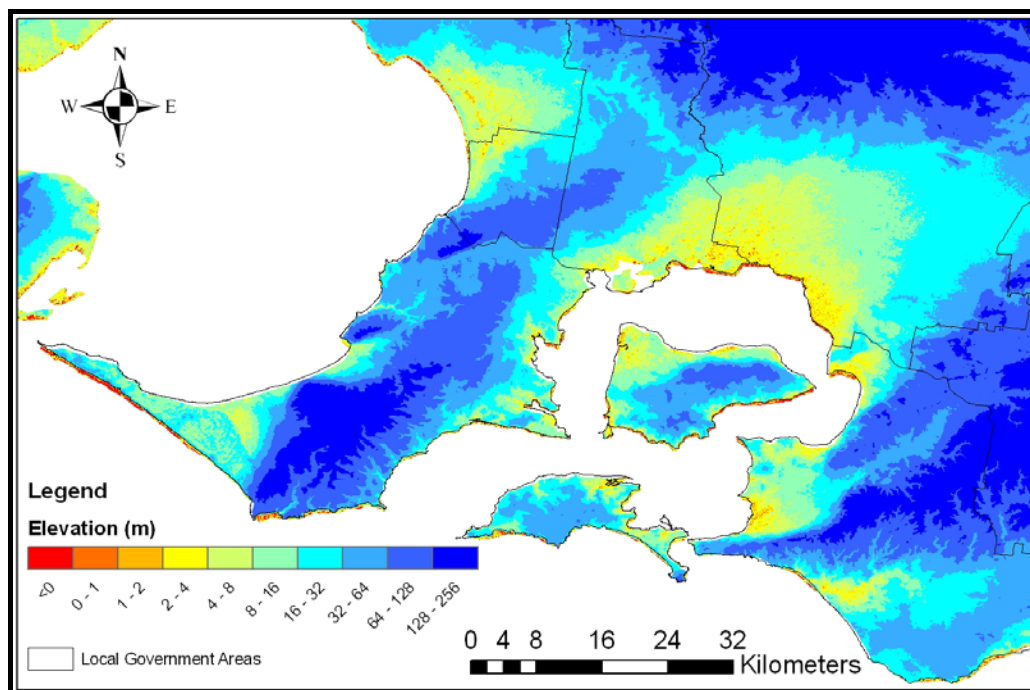 N
W E
S
Legend
Elevation (m)
<0
0 - 1
1 - 2
2 - 4
4 - 8
8 - 16
16 - 32
32 - 64
64 - 128
128 - 256
Local Government Areas
0 4 8 16 24 32
Kilometers